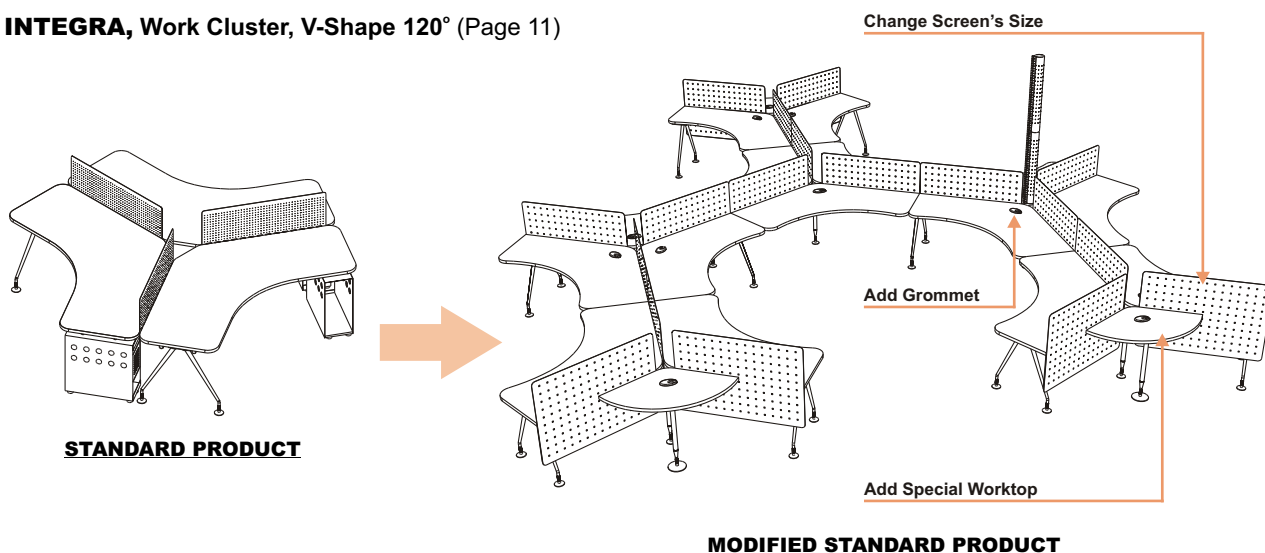 INTEGRA, Work Cluster, V-Shape 120° (Page 11)
Change Screen's Size
Add Grommet
STANDARD PRODUCT
Add Special Worktop
MODIFIED STANDARD PRODUCT